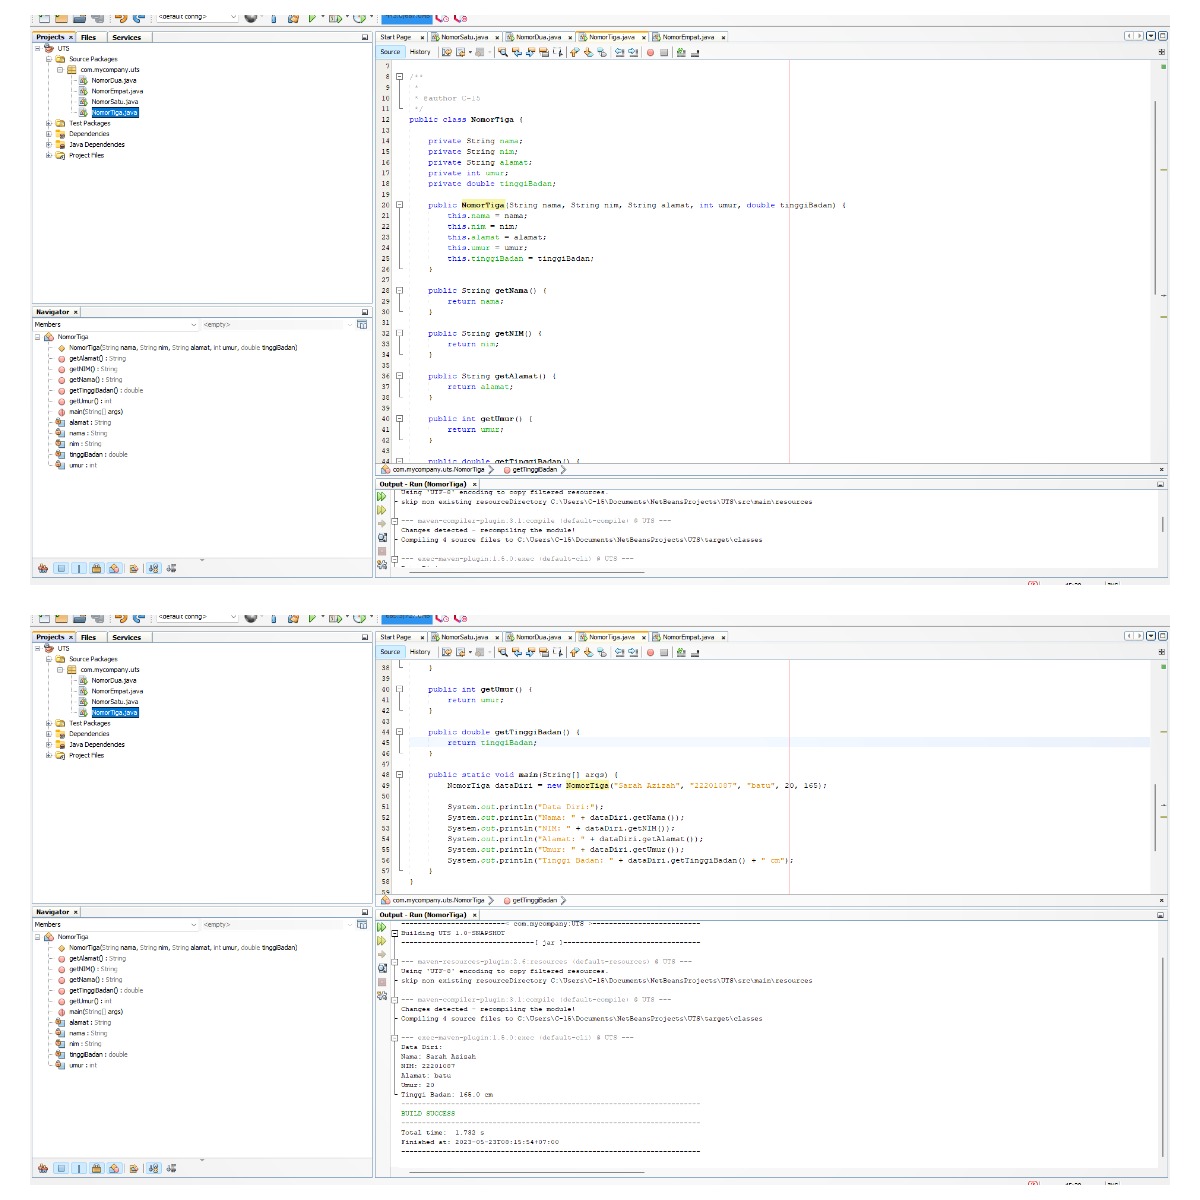 <default config>
Projects × Files Services
UTS
Source Packages
com.mycompany.uts
NomorDua.java
NomorEmpat.java
NomorSatu.java
NomorTiga.java
Test Packages
Dependencies
Java Dependencies
Project Files
Navigator ×
Members <empty>
NomorTiga
NomorTiga(String nama, String nim, String alamat, int umur, double tinggiBadan)
getAlamat() : String
getNIM() : String
getNama() : String
getTinggiBadan() : double
getUmur() : int
main(String[] args)
alamat : String
nama : String
nim : String
tinggiBadan : double
umur : int
Start Page × NomorSatu.java × NomorDua.java × NomorTiga.java × NomorEmpat.java ×
Source History
7
8 /**
9 *
10 * @author C-15
11 */
12 public class NomorTiga {
13
14 private String nama;
15 private String nim;
16 private String alamat;
17 private int umur;
18 private double tinggiBadan;
19
20 public NomorTiga(String nama, String nim, String alamat, int umur, double tinggiBadan) {
21 this.nama = nama;
22 this.nim = nim;
23 this.alamat = alamat;
24 this.umur = umur;
25 this.tinggiBadan = tinggiBadan;
26 }
27
28 public String getNama() {
29 return nama;
30 }
31
32 public String getNIM() {
33 return nim;
34 }
35
36 public String getAlamat() {
37 return alamat;
38 }
39
40 public int getUmur() {
41 return umur;
42 }
43
44 public double getTinggiBadan() {
com.mycompany.uts.NomorTiga getTinggiBadan
Output - Run (NomorTiga) ×
Using 'UTF-8' encoding to copy filtered resources.
skip non existing resourceDirectory C:\Users\C-15\Documents\NetBeansProjects\UTS\src\main\resources
--- maven-compiler-plugin:3.1:compile (default-compile) @ UTS ---
Changes detected - recompiling the module!
Compiling 4 source files to C:\Users\C-15\Documents\NetBeansProjects\UTS\target\classes
--- exec-maven-plugin:1.5.0:exec (default-cli) @ UTS ---
<default config>
Projects × Files Services
UTS
Source Packages
com.mycompany.uts
NomorDua.java
NomorEmpat.java
NomorSatu.java
NomorTiga.java
Test Packages
Dependencies
Java Dependencies
Project Files
Navigator ×
Members <empty>
NomorTiga
NomorTiga(String nama, String nim, String alamat, int umur, double tinggiBadan)
getAlamat() : String
getNIM() : String
getNama() : String
getTinggiBadan() : double
getUmur() : int
main(String[] args)
alamat : String
nama : String
nim : String
tinggiBadan : double
umur : int
Start Page × NomorSatu.java × NomorDua.java × NomorTiga.java × NomorEmpat.java ×
Source History
38 }
39
40 public int getUmur() {
41 return umur;
42 }
43
44 public double getTinggiBadan() {
45 return tinggiBadan;
46 }
47
48 public static void main(String[] args) {
49 NomorTiga dataDiri = new NomorTiga("Sarah Azizah", "22201087", "batu", 20, 165);
50
51 System.out.println("Data Diri:");
52 System.out.println("Nama: " + dataDiri.getNama());
53 System.out.println("NIM: " + dataDiri.getNIM());
54 System.out.println("Alamat: " + dataDiri.getAlamat());
55 System.out.println("Umur: " + dataDiri.getUmur());
56 System.out.println("Tinggi Badan: " + dataDiri.getTinggiBadan() + " cm");
57 }
58 }
59
com.mycompany.uts.NomorTiga getTinggiBadan
Output - Run (NomorTiga) ×
-----------------------< com.mycompany:UTS >------------------------
Building UTS 1.0-SNAPSHOT
--------------------------------[ jar ]---------------------------------
--- maven-resources-plugin:2.6:resources (default-resources) @ UTS ---
Using 'UTF-8' encoding to copy filtered resources.
skip non existing resourceDirectory C:\Users\C-15\Documents\NetBeansProjects\UTS\src\main\resources
--- maven-compiler-plugin:3.1:compile (default-compile) @ UTS ---
Changes detected - recompiling the module!
Compiling 4 source files to C:\Users\C-15\Documents\NetBeansProjects\UTS\target\classes
--- exec-maven-plugin:1.5.0:exec (default-cli) @ UTS ---
Data Diri:
Nama: Sarah Azizah
NIM: 22201087
Alamat: batu
Umur: 20
Tinggi Badan: 165.0 cm
------------------------------------------------------------------------
BUILD SUCCESS
------------------------------------------------------------------------
Total time: 1.782 s
Finished at: 2023-05-23T08:15:54+07:00
------------------------------------------------------------------------